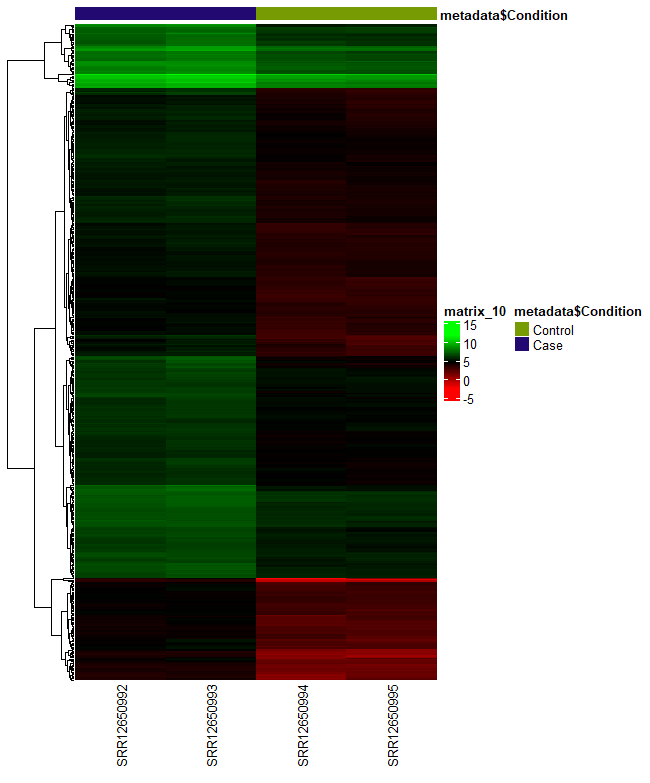 metadata$Condition
matrix_10
15
10
5
0
-5
metadata$Condition
Control
Case
SRR12650992
SRR12650993
SRR12650994
SRR12650995